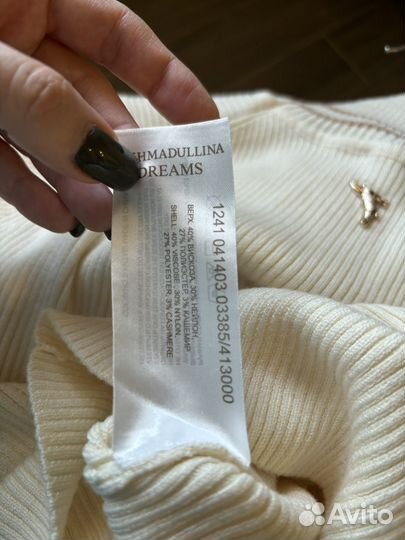 HMADULLINA
DREAMS
1241 041403 03385/413000
ВЕРХ: 40% ВИСКОЗА, 30% НЕЙЛОН,
27% ПОЛИЭСТЕР, 3% КАШЕМИР
SHELL: 40% VISCOSE, 30% NYLON,
27% POLYESTER, 3% CASHMERE
Avito